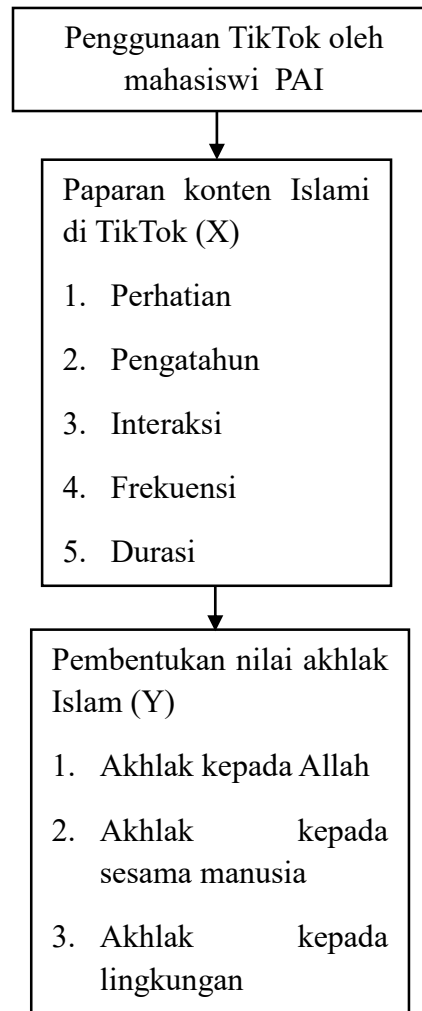 Penggunaan TikTok oleh
mahasiswi PAI
Paparan konten Islami
di TikTok (X)
1. Perhatian
2. Pengatahun
3. Interaksi
4. Frekuensi
5. Durasi
Pembentukan nilai akhlak
Islam (Y)
1. Akhlak kepada Allah
2. Akhlak kepada
sesama manusia
3. Akhlak kepada
lingkungan